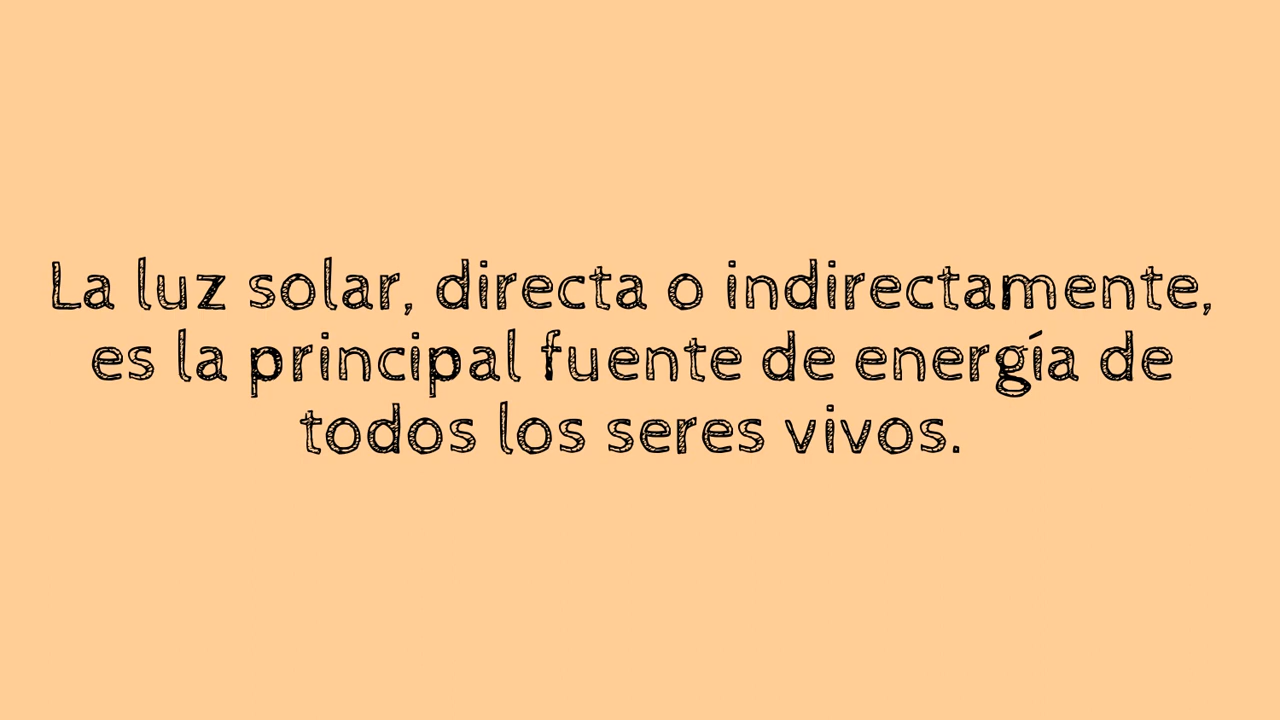 La luz solar, directa o indirectamente,
es la principal fuente de energía de
todos los seres vivos.